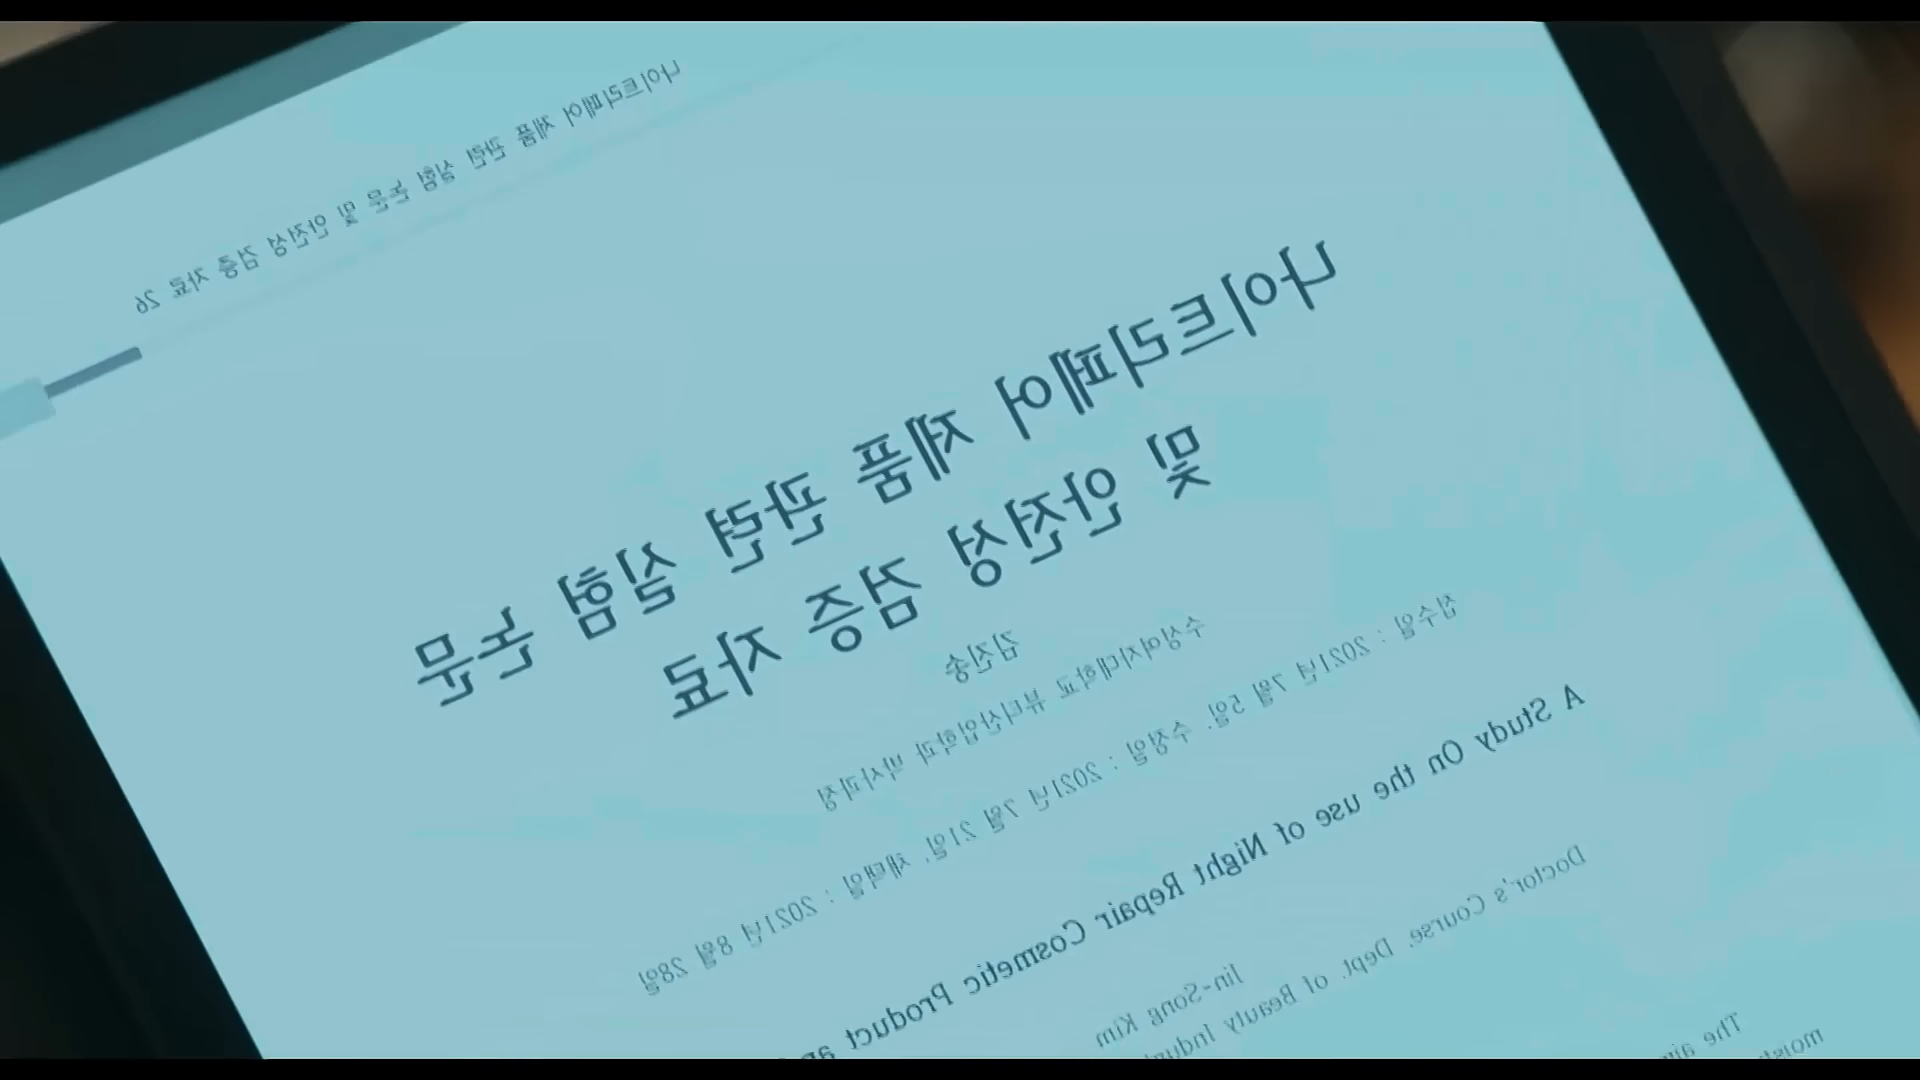 나이트리페어 제품 관련 실험 논문 및 안전성 검증 자료 26
나이트리페어 제품 관련 실험 논문
및 안전성 검증 자료
김진송
수성여자대학교 뷰티산업학과 박사과정
접수일 : 2021년 7월 5일, 수정일 : 2021년 7월 21일, 채택일 : 2021년 8월 28일
A Study On the use of Night Repair Cosmetic Product
Jin-Song Kim
Doctor's Course, Dept. of Beauty
The